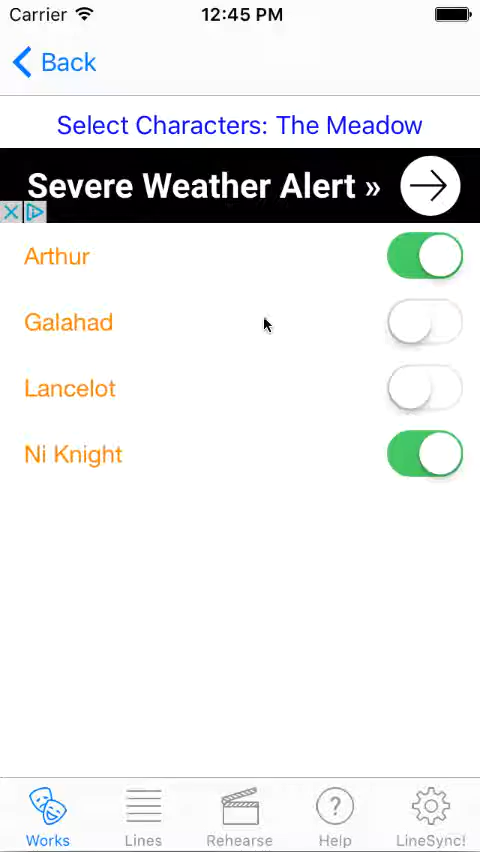 Carrier 12:45 PM
Back
Select Characters: The Meadow
Severe Weather Alert »
Arthur
Galahad
Lancelot
Ni Knight
Works Lines Rehearse Help LineSync!